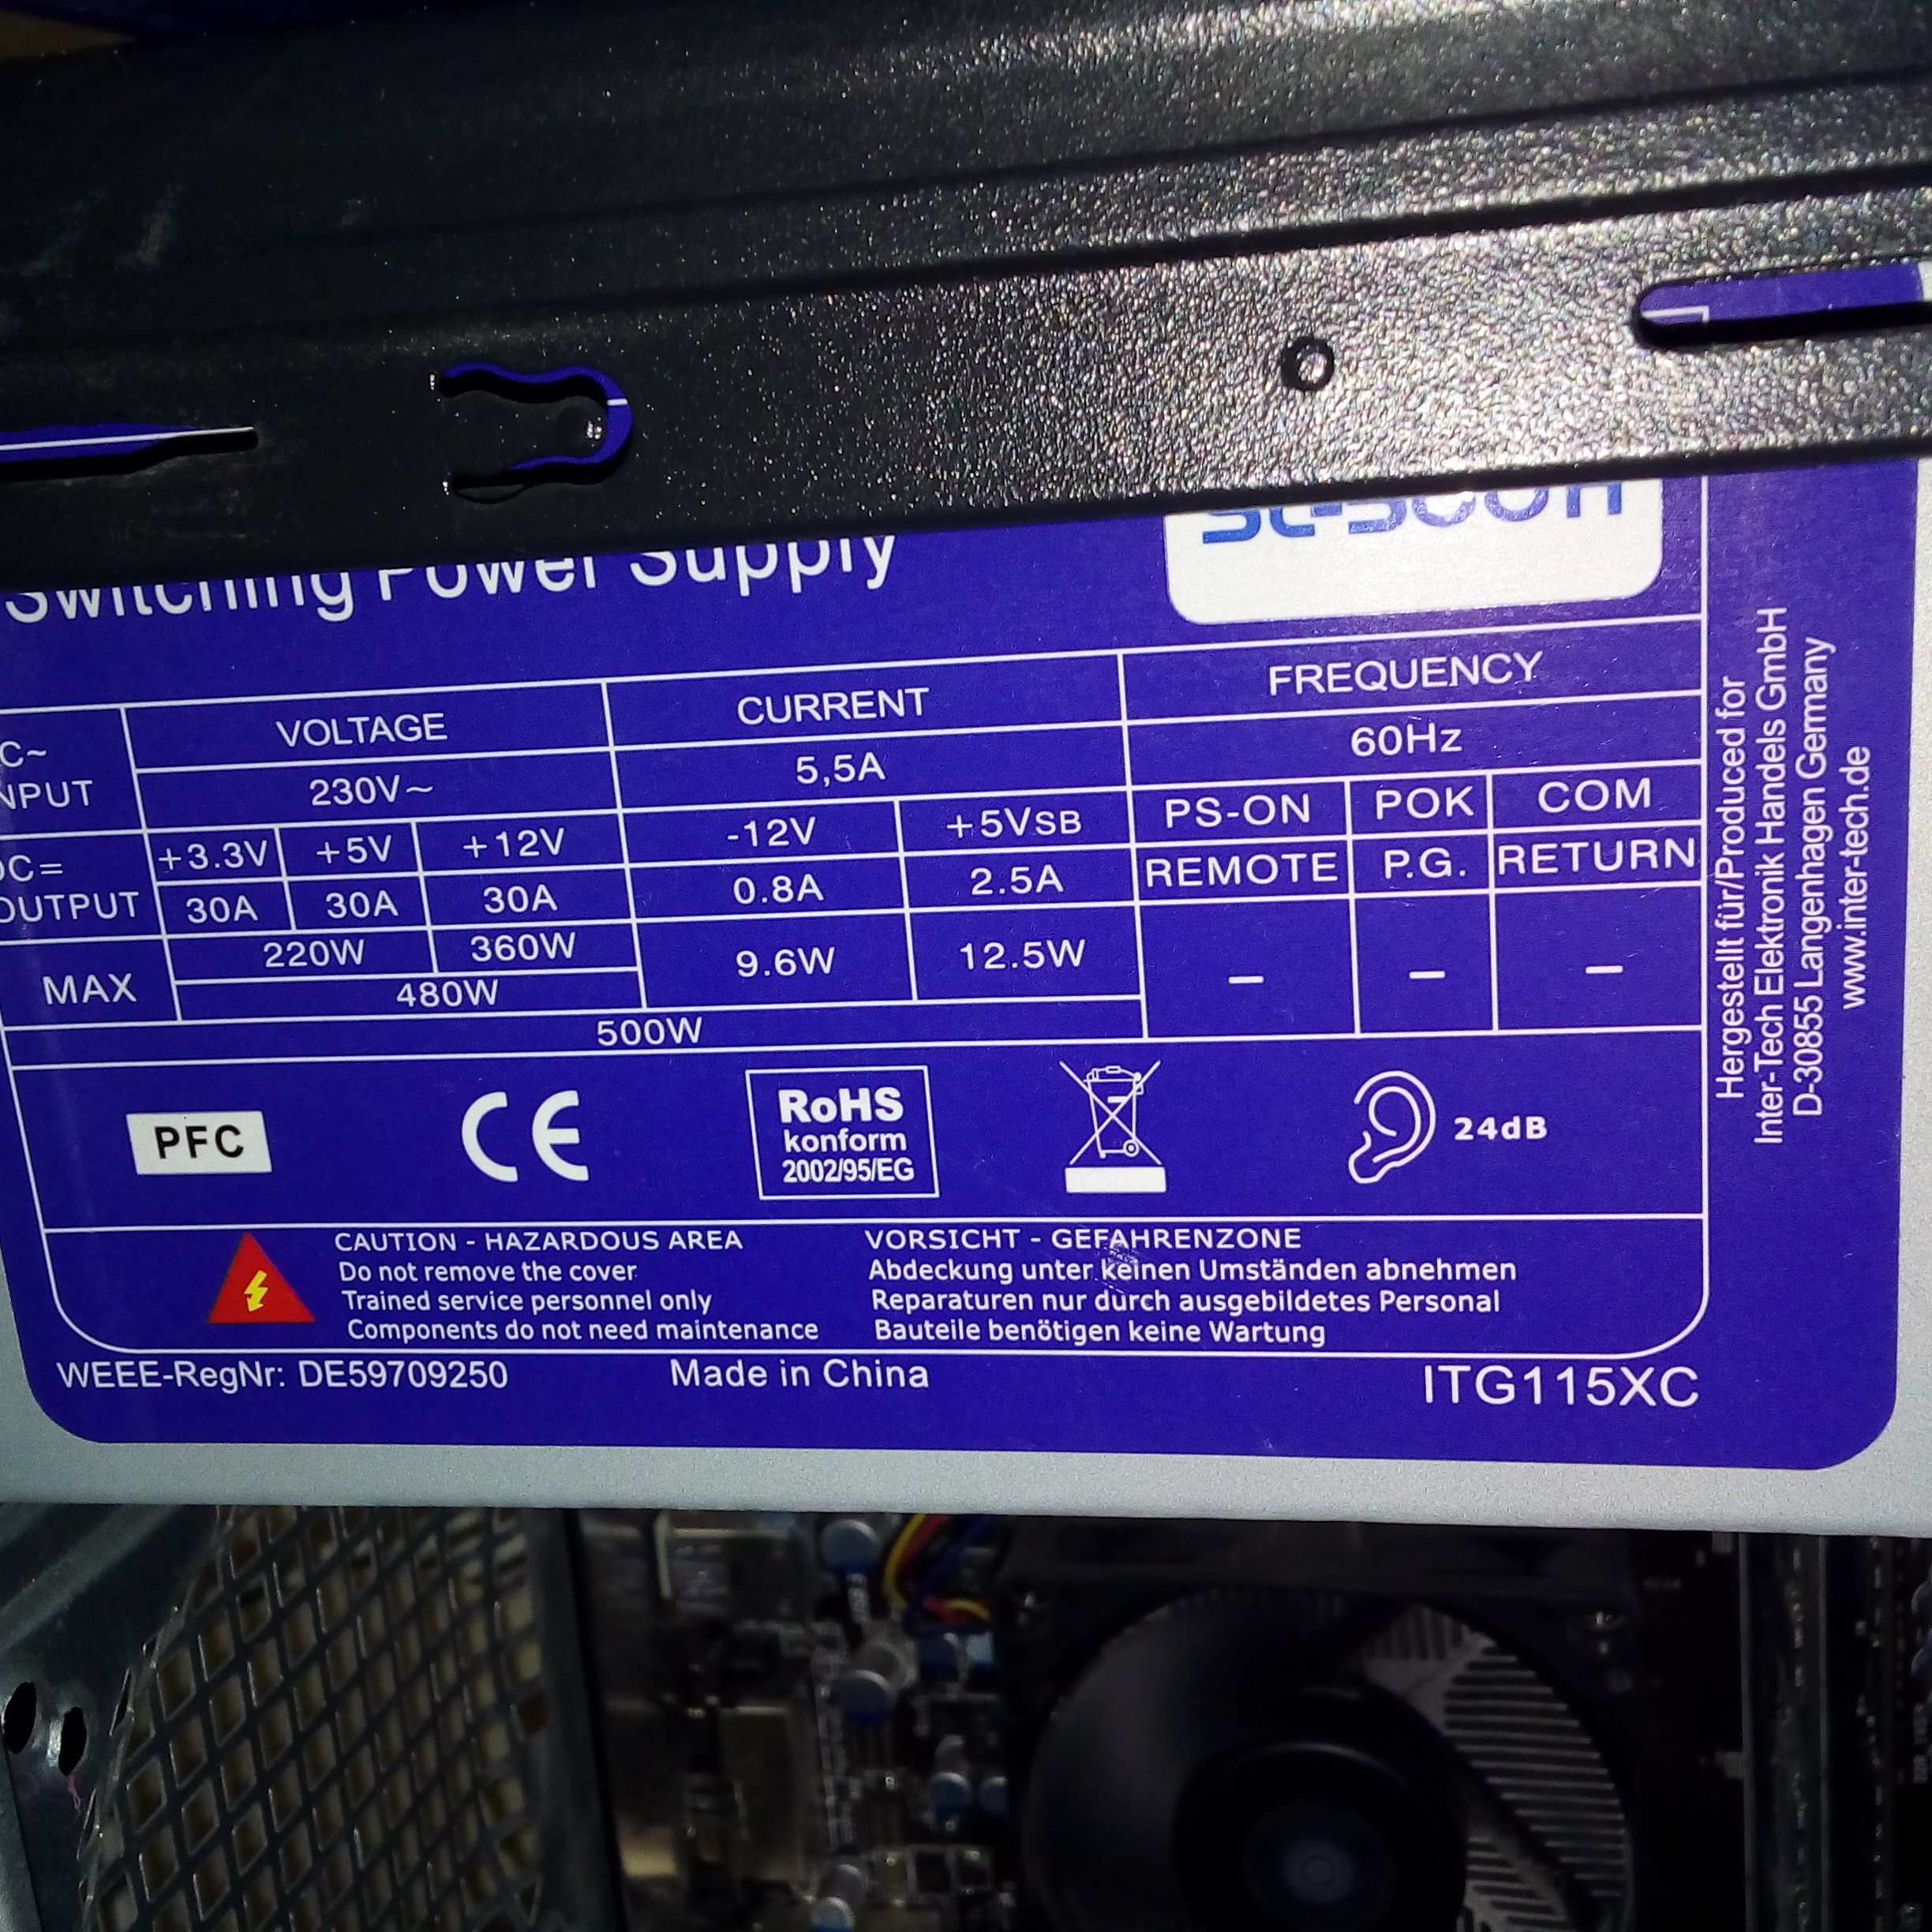 Switching Power Supply
SL-500A
VOLTAGE CURRENT FREQUENCY
C~
NPUT
230V~ 5,5A 60Hz
DC=
OUTPUT
+3.3V +5V +12V -12V +5VSB PS-ON POK COM
30A 30A 30A 0.8A 2.5A REMOTE P.G. RETURN
MAX
220W 360W 9.6W 12.5W – – –
480W
500W
PFC
CE
RoHS
konform
2002/95/EG
24dB
CAUTION - HAZARDOUS AREA
Do not remove the cover
Trained service personnel only
Components do not need maintenance
VORSICHT - GEFAHRENZONE
Abdeckung unter keinen Umständen abnehmen
Reparaturen nur durch ausgebildetes Personal
Bauteile benötigen keine Wartung
WEEE-RegNr: DE59709250
Made in China
ITG115XC
Hergestellt für/Produced for
Inter-Tech Elektronik Handels GmbH
D-30855 Langenhagen Germany
www.inter-tech.de